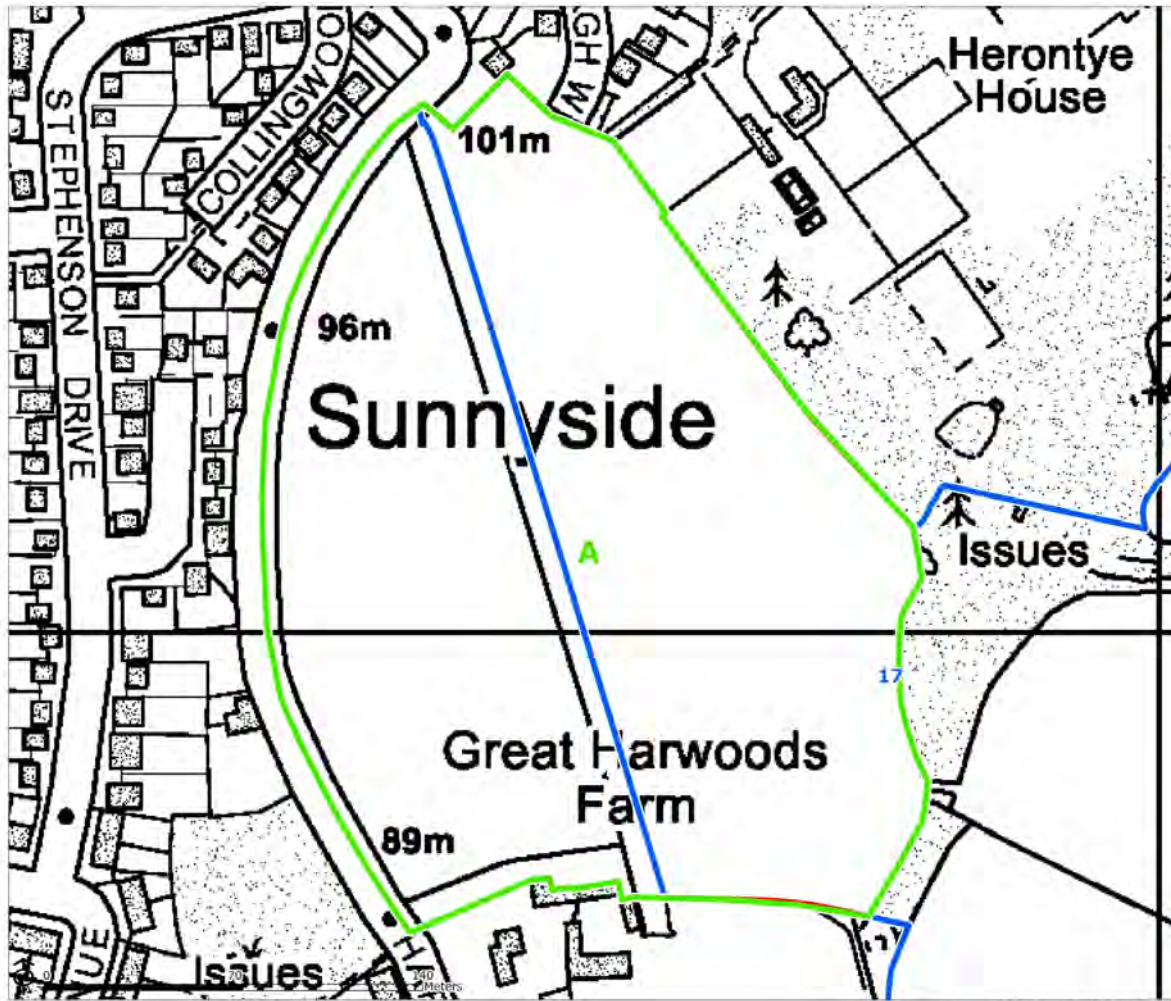 Herontye
House
COLLINGWOO
GH W
STEPHENSON DRIVE
101m
96m
Sunnyside
A
Issues
17
Great Harwoods
Farm
89m
UE
H
Issues
0 70 140
Meters